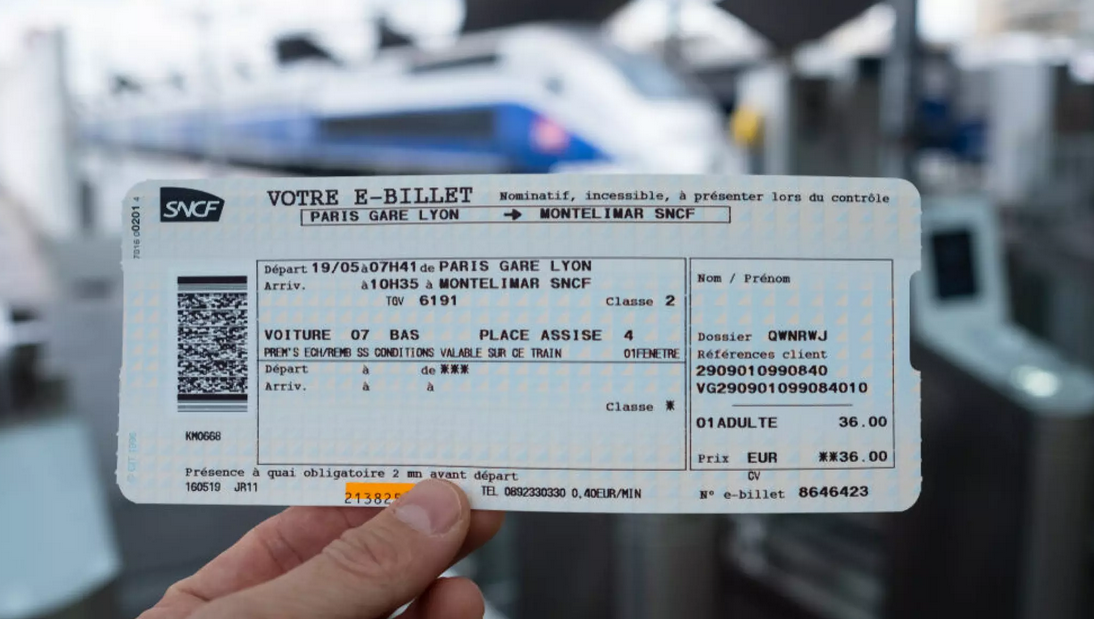 SNCF
VOTRE E-BILLET Nominatif, incessible, à présenter lors du contrôle
PARIS GARE LYON → MONTELIMAR SNCF
Départ 19/05 à 07H41 de PARIS GARE LYON
Arriv. à 10H35 à MONTELIMAR SNCF
TGV 6191 Classe 2
VOITURE 07 BAS PLACE ASSISE 4
PREM'S ECH/REMB SS CONDITIONS VALABLE SUR CE TRAIN 01FENETRE
Départ à de ***
Arriv. à à
Classe *
Nom / Prénom
Dossier QWNRWJ
Références client
2909010990840
VG290901099084010
01ADULTE 36.00
Prix EUR **36.00
CV
KM0668
Présence à quai obligatoire 2 mn avant départ
160519 JR11
TEL 0892330330 0,40EUR/MIN
N° e-billet 8646423